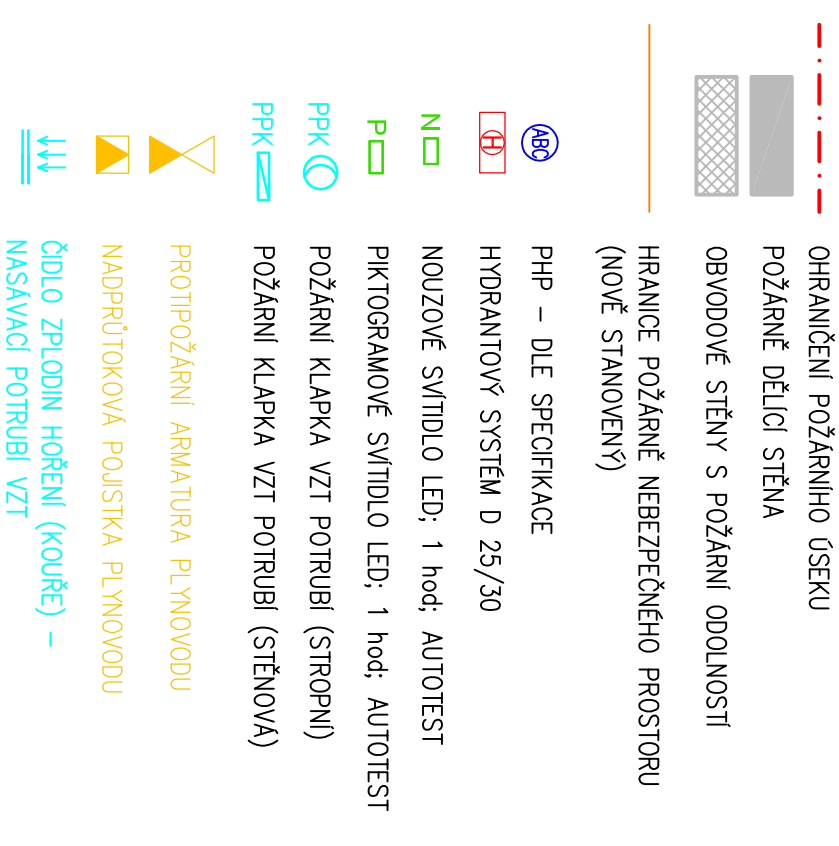 OHRANIČENÍ POŽÁRNÍHO ÚSEKU
POŽÁRNĚ DĚLÍCÍ STĚNA
OBVODOVÉ STĚNY S POŽÁRNÍ ODOLNOSTÍ
HRANICE POŽÁRNĚ NEBEZPEČNÉHO PROSTORU
(NOVĚ STANOVENÝ)
ABC PHP – DLE SPECIFIKACE
H HYDRANTOVÝ SYSTÉM D 25/30
N NOUZOVÉ SVÍTIDLO LED; 1 hod; AUTOTEST
P PIKTOGRAMOVÉ SVÍTIDLO LED; 1 hod; AUTOTEST
PPK POŽÁRNÍ KLAPKA VZT POTRUBÍ (STROPNÍ)
PPK POŽÁRNÍ KLAPKA VZT POTRUBÍ (STĚNOVÁ)
PROTIPOŽÁRNÍ ARMATURA PLYNOVODU
NADPRŮTOKOVÁ POJISTKA PLYNOVODU
ČIDLO ZPLODIN HOŘENÍ (KOUŘE) –
NASÁVACÍ POTRUBÍ VZT